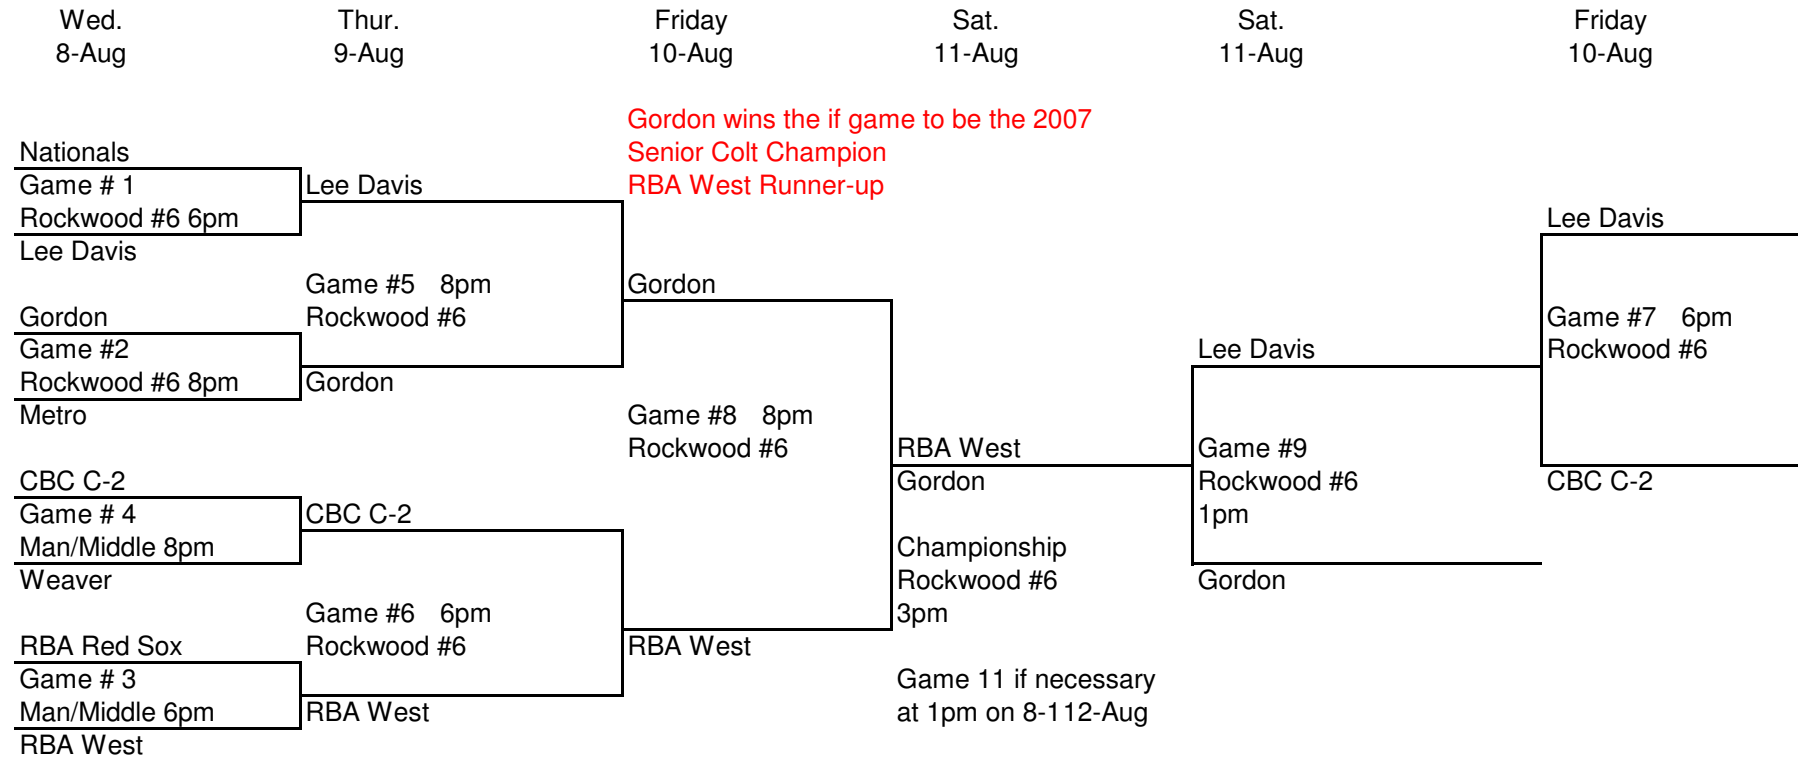 Wed. Thur. Friday Sat. Sat. Friday
8-Aug 9-Aug 10-Aug 11-Aug 11-Aug 10-Aug
Gordon wins the if game to be the 2007
Nationals Senior Colt Champion
Game # 1 Lee Davis RBA West Runner-up
Rockwood #6 6pm Lee Davis
Lee Davis
Game #5 8pm Gordon
Gordon Rockwood #6 Game #7 6pm
Game #2 Lee Davis Rockwood #6
Rockwood #6 8pm Gordon
Metro Game #8 8pm
Rockwood #6 RBA West Game #9
CBC C-2 Gordon Rockwood #6 CBC C-2
Game # 4 CBC C-2 1pm
Man/Middle 8pm Championship
Weaver Rockwood #6 Gordon
Game #6 6pm 3pm
RBA Red Sox Rockwood #6 RBA West
Game # 3 Game 11 if necessary
Man/Middle 6pm RBA West at 1pm on 8-112-Aug
RBA West